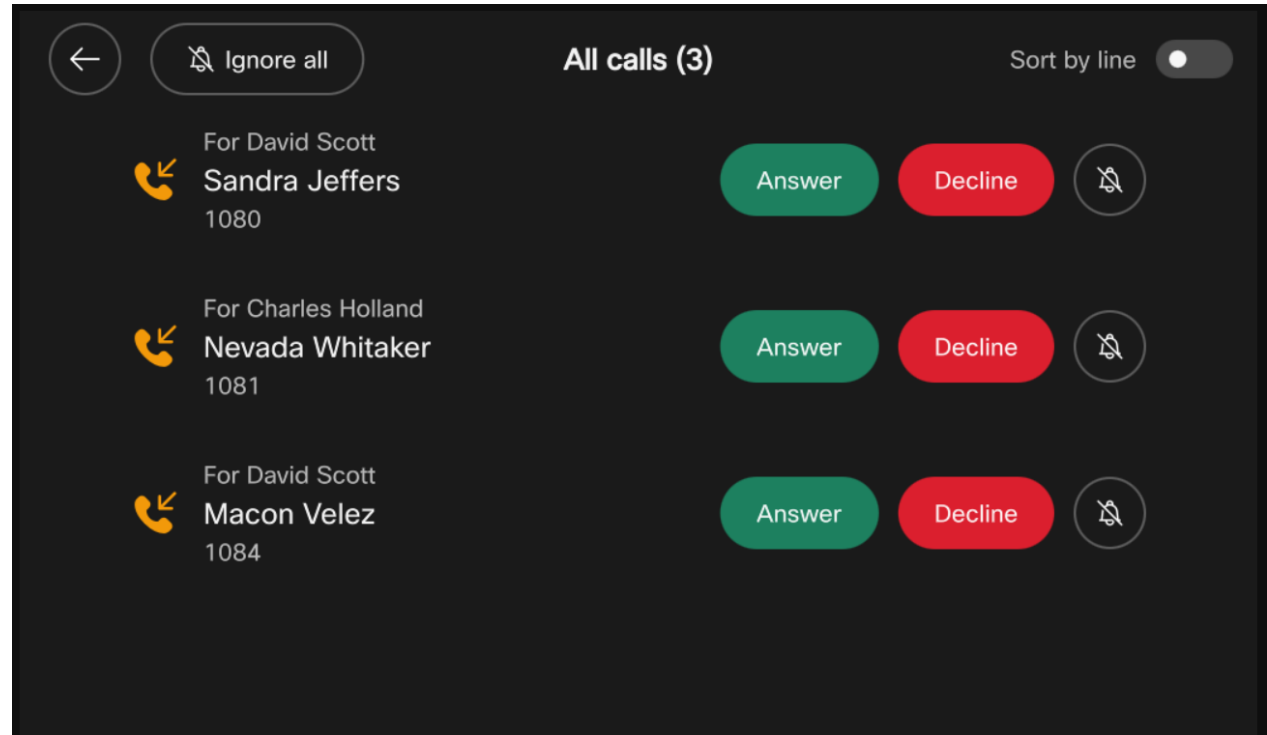 Ignore all
All calls (3)
Sort by line
For David Scott
Sandra Jeffers
1080
Answer
Decline
For Charles Holland
Nevada Whitaker
1081
Answer
Decline
For David Scott
Macon Velez
1084
Answer
Decline